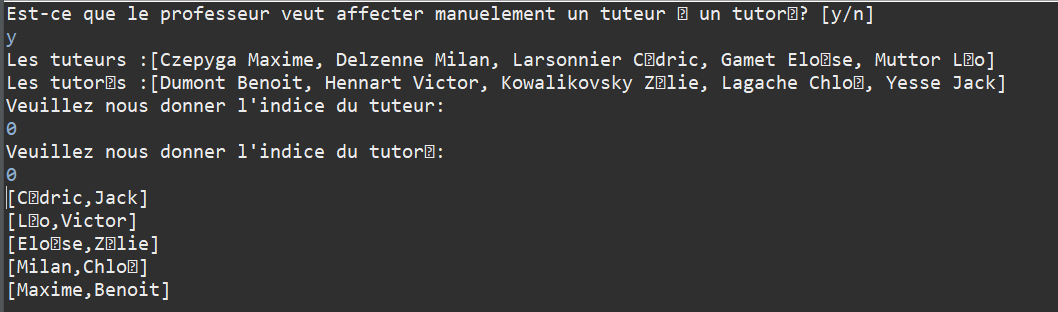 Est-ce que le professeur veut affecter manuelement un tuteur � un tutor�? [y/n]
y
Les tuteurs :[Czepyga Maxime, Delzenne Milan, Larsonnier C�dric, Gamet Elo�se, Muttor L�o]
Les tutor�s :[Dumont Benoit, Hennart Victor, Kowalikovsky Z�lie, Lagache Chlo�, Yesse Jack]
Veuillez nous donner l'indice du tuteur:
0
Veuillez nous donner l'indice du tutor�:
0
[C�dric,Jack]
[L�o,Victor]
[Elo�se,Z�lie]
[Milan,Chlo�]
[Maxime,Benoit]